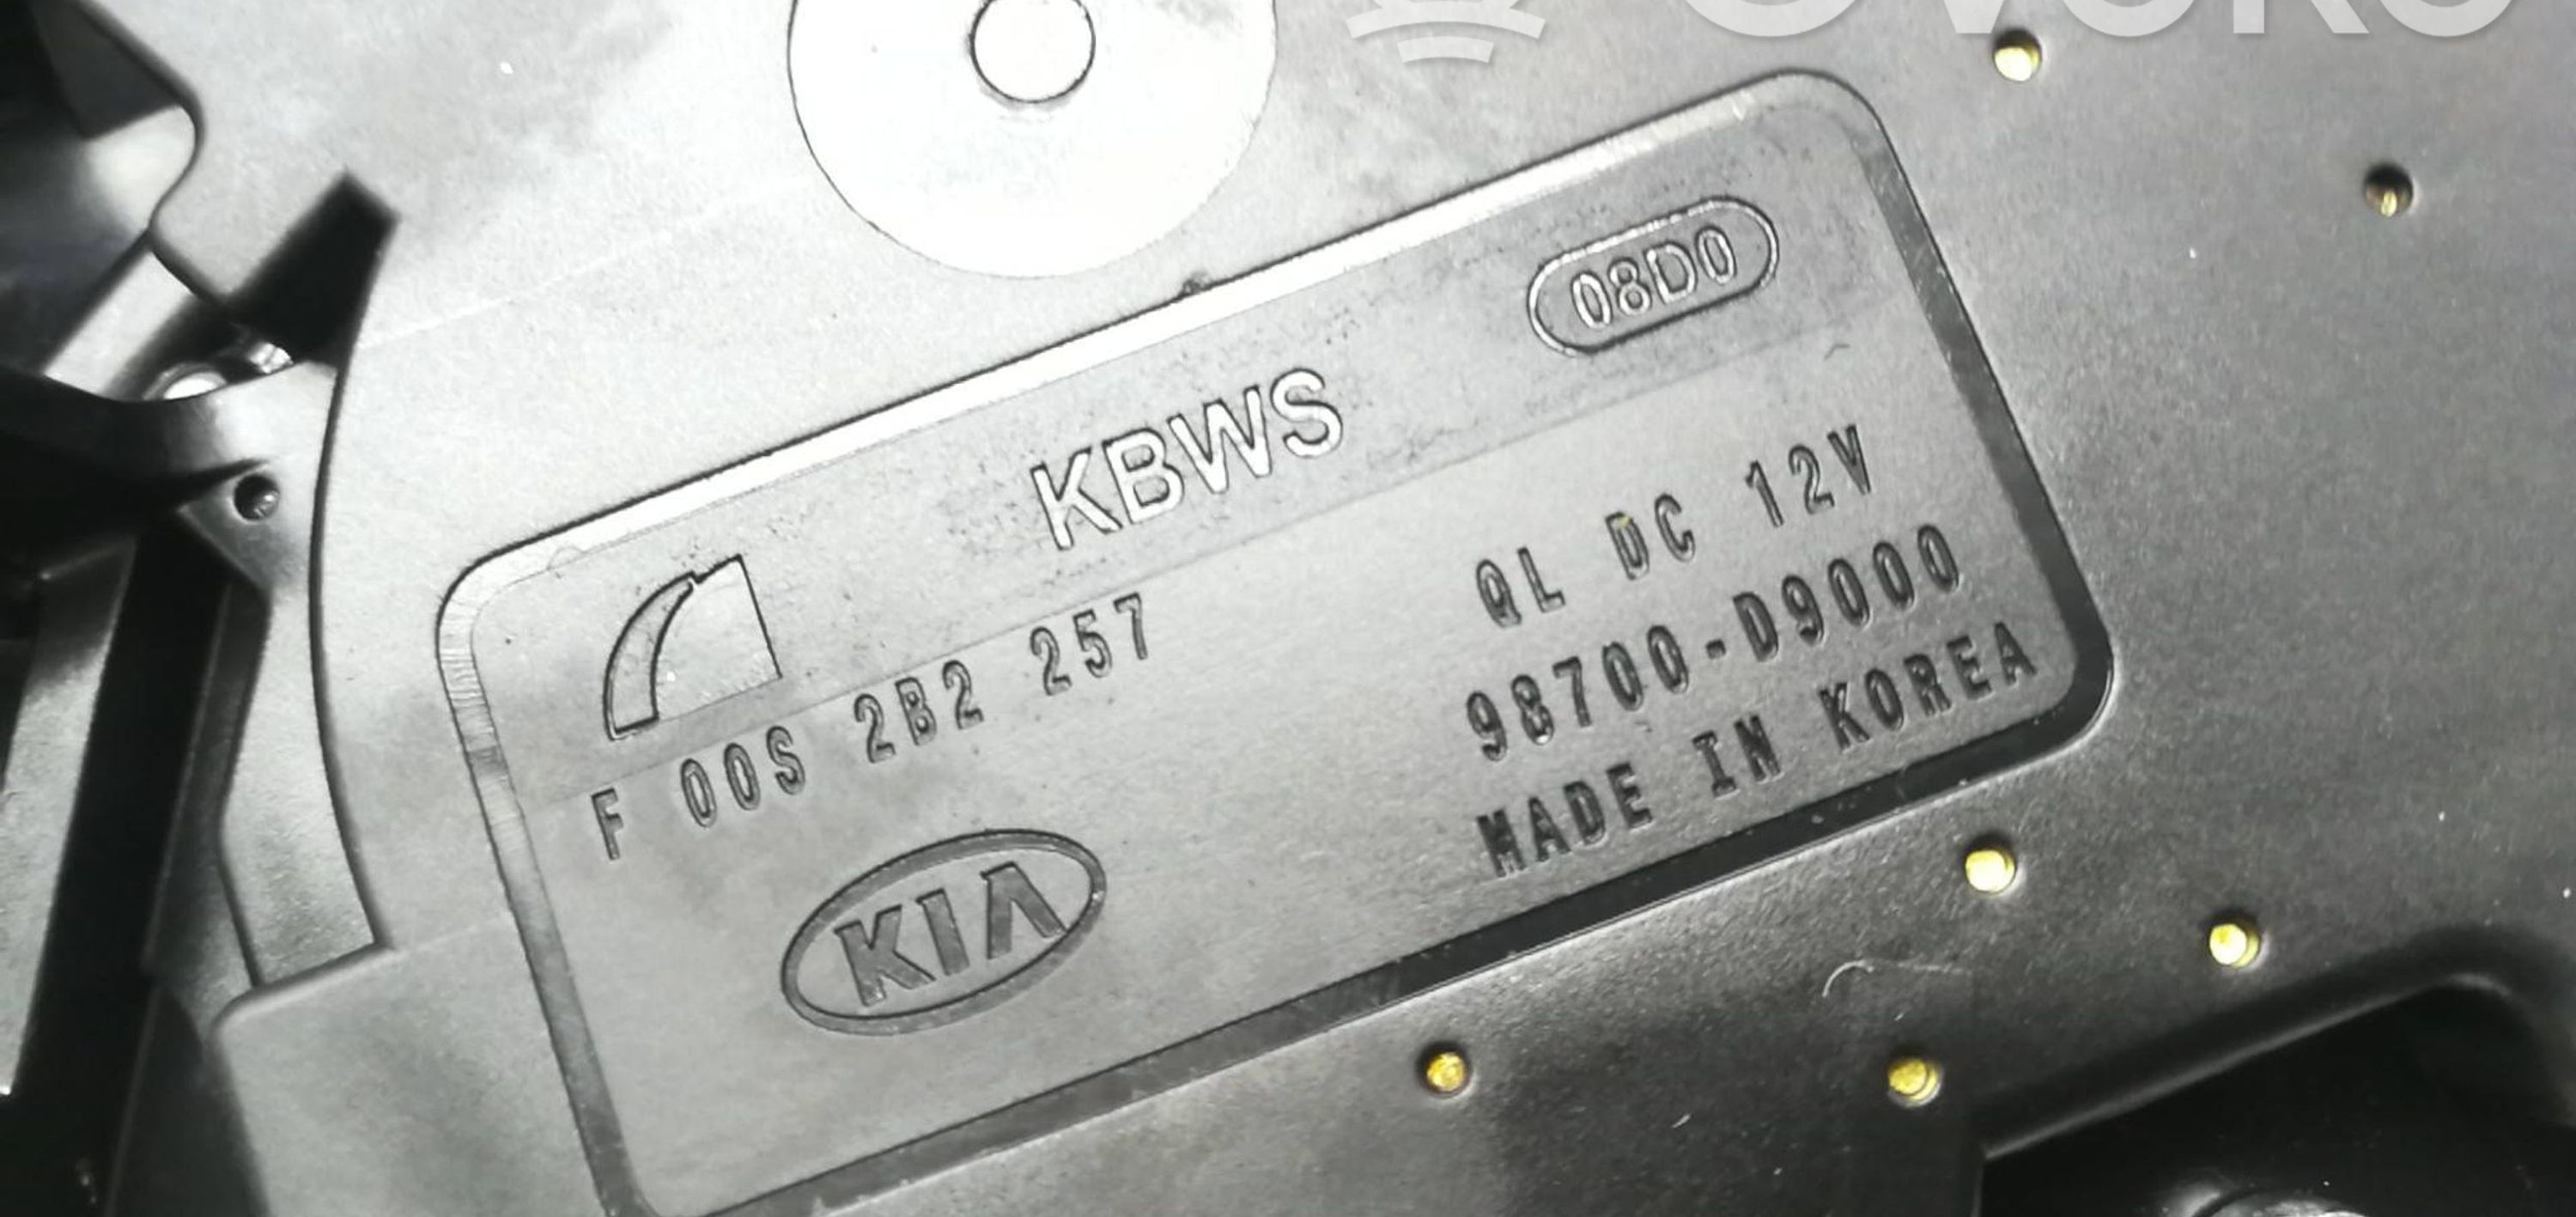 08D0
KBWS
F 00S 2B2 257
QL DC 12V
98700-D9000
MADE IN KOREA
KIA